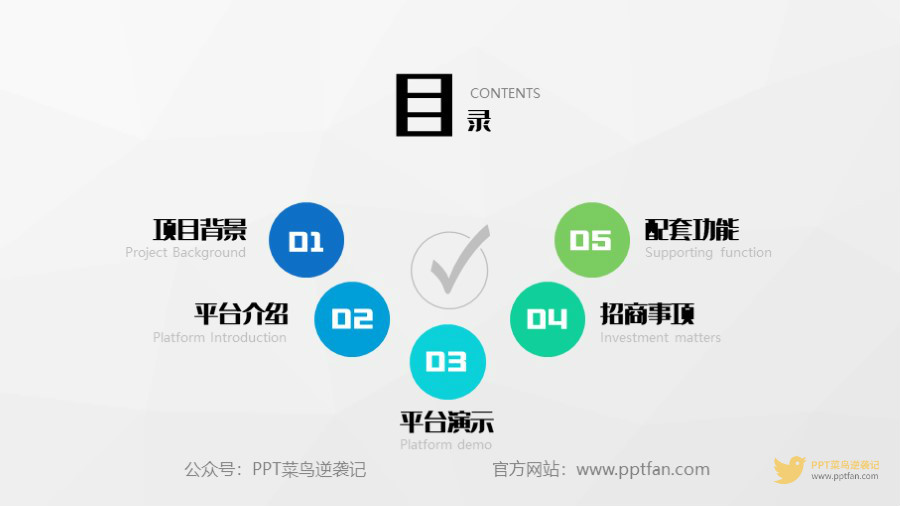 目录
CONTENTS
01
项目背景
Project Background
02
平台介绍
Platform Introduction
03
平台演示
Platform demo
04
招商事顶
Investment matters
05
配套功能
Supporting function
公众号：PPT菜鸟逆袭记
官方网站：www.pptfan.com
PPT菜鸟逆袭记
www.pptfan.com